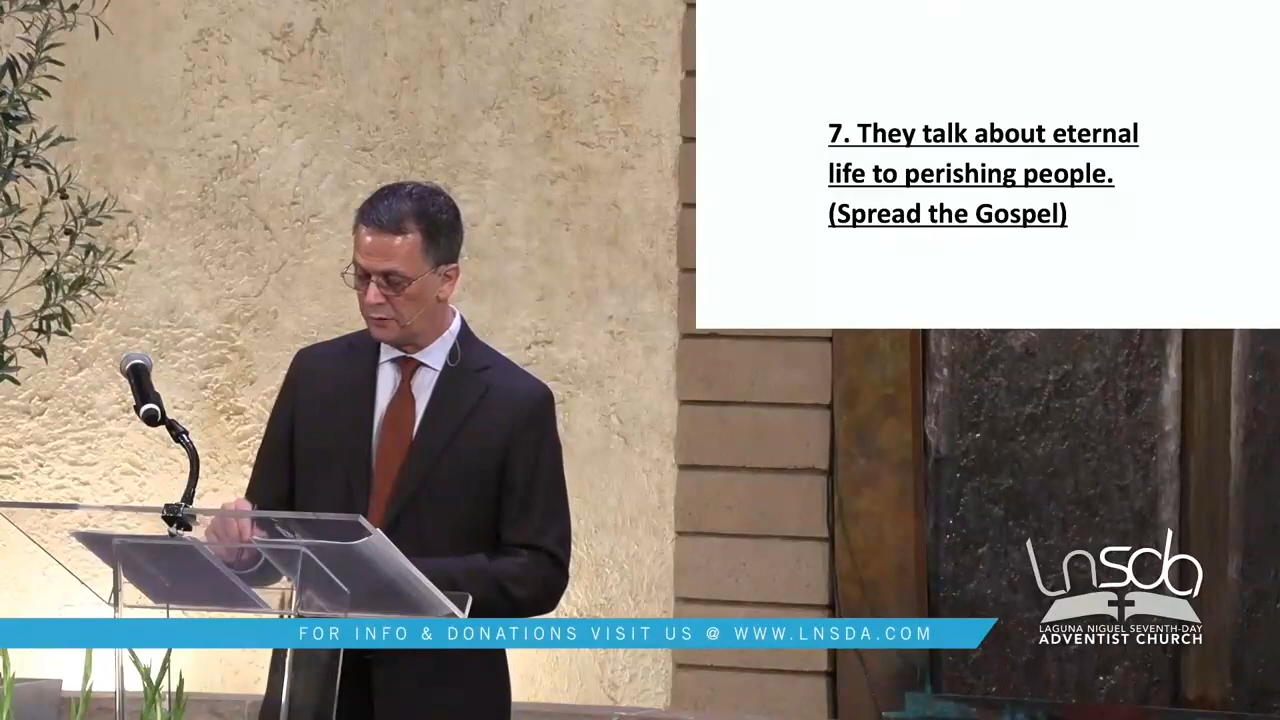 7. They talk about eternal
life to perishing people.
(Spread the Gospel)
FOR INFO & DONATIONS VISIT US @ WWW.LNSDA.COM
Lnsda
LAGUNA NIGUEL SEVENTH-DAY
ADVENTIST CHURCH